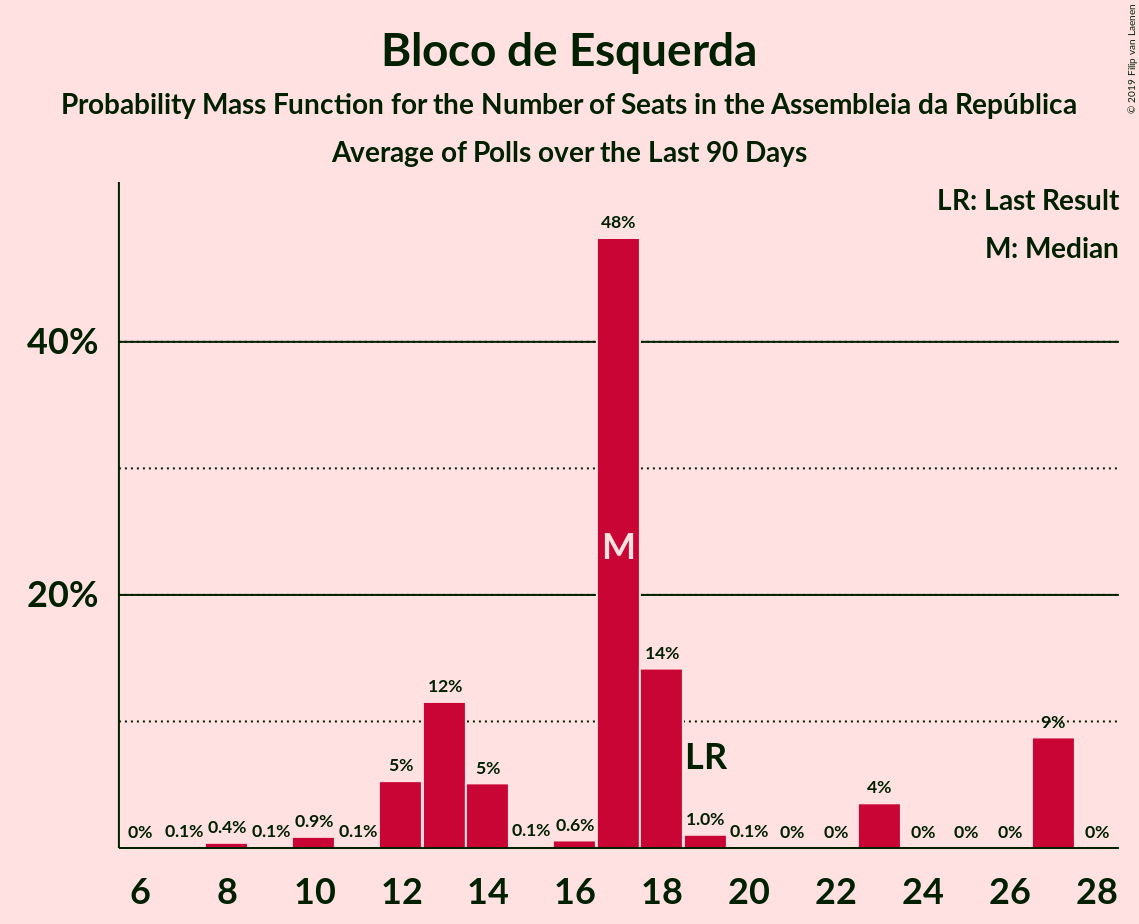 Bloco de Esquerda
Probability Mass Function for the Number of Seats in the Assembleia da República
Average of Polls over the Last 90 Days
© 2019 Filip van Laenen
LR: Last Result
M: Median
40%
20%
0%
0.1%
0.4%
0.1%
0.9%
0.1%
5%
12%
5%
0.1%
0.6%
48%
M
14%
1.0%
LR
0.1%
0%
0%
4%
0%
0%
0%
9%
0%
6 8 10 12 14 16 18 20 22 24 26 28